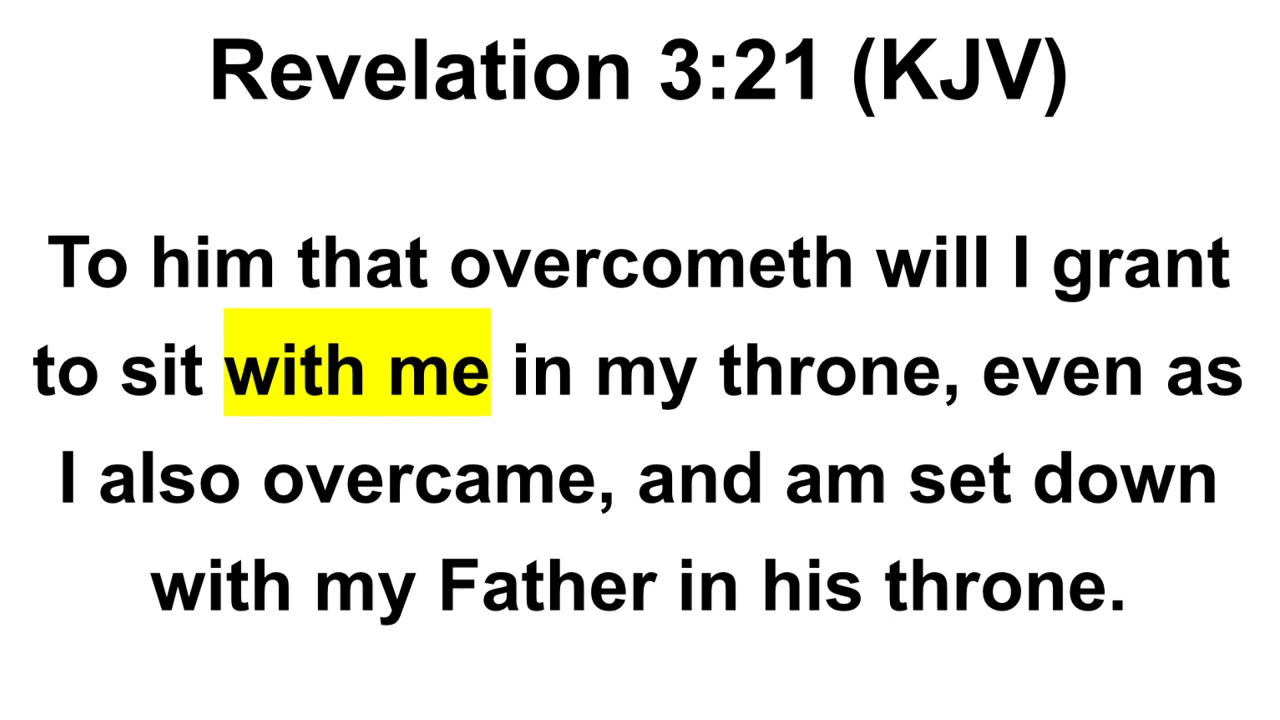 Revelation 3:21 (KJV)
To him that overcometh will I grant
to sit with me in my throne, even as
I also overcame, and am set down
with my Father in his throne.